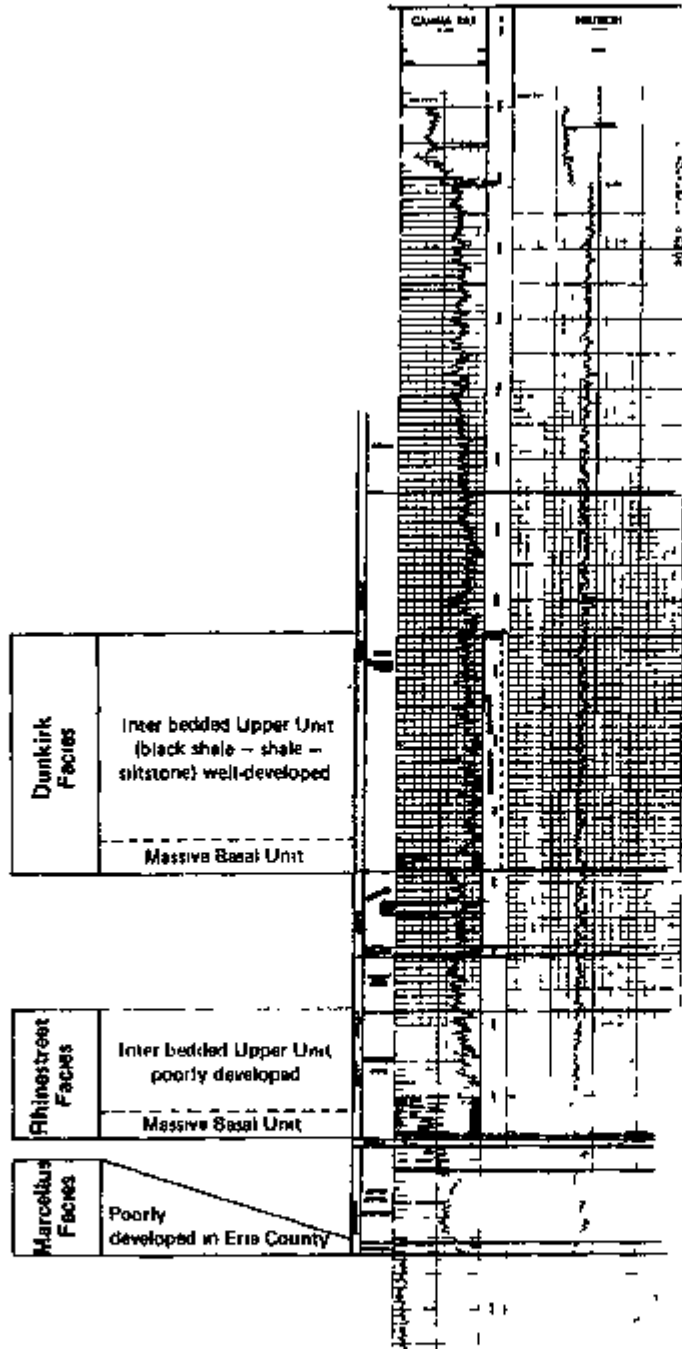 GAMMA RAY
NEUTRON
Dunkirk
Facies
Inter bedded Upper Unit
(black shale – shale –
siltstone) well-developed
Massive Basal Unit
Rhinestreet
Facies
Inter bedded Upper Unit
poorly developed
Massive Basal Unit
Marcellus
Facies
Poorly
developed in Erie County